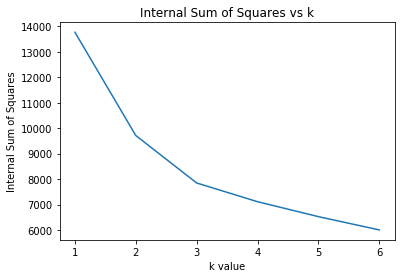 Internal Sum of Squares vs k
14000
13000
12000
11000
10000
9000
8000
7000
6000
Internal Sum of Squares
1 2 3 4 5 6
k value